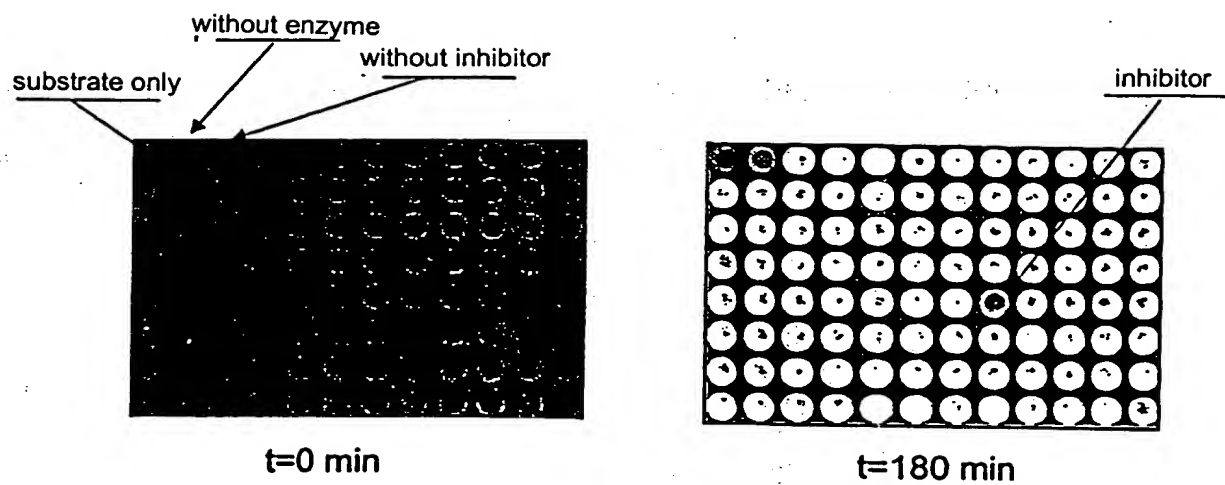 without enzyme
without inhibitor
substrate only
inhibitor
t=0 min
t=180 min